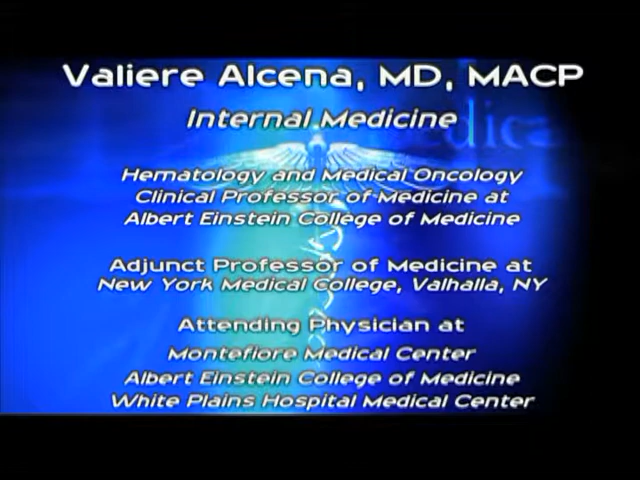 Valiere Alcena, MD, MACP
Internal Medicine
edica
Hematology and Medical Oncology
Clinical Professor of Medicine at
Albert Einstein College of Medicine
Adjunct Professor of Medicine at
New York Medical College, Valhalla, NY
Attending Physician at
Montefiore Medical Center
Albert Einstein College of Medicine
White Plains Hospital Medical Center